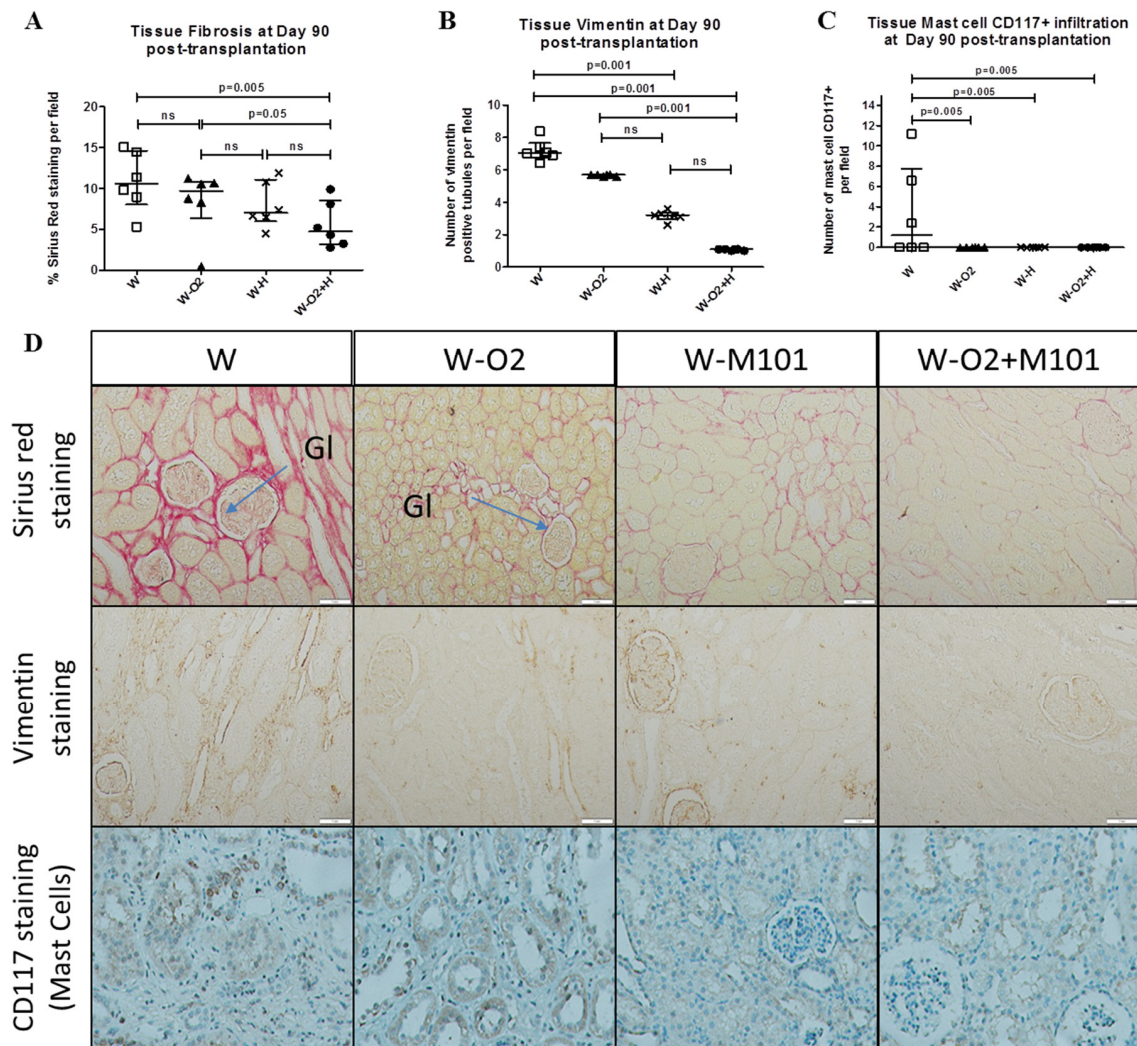 A
Tissue Fibrosis at Day 90
post-transplantation
p=0.005
ns
p=0.05
ns
ns
% Sirius Red staining per field
20
15
10
5
0
W
W-O2
W-H
W-O2+H
B
Tissue Vimentin at Day 90
post-transplantation
p=0.001
p=0.001
p=0.001
ns
ns
Number of vimentin
positive tubules per field
10
8
6
4
2
0
W
W-O2
W-H
W-O2+H
C
Tissue Mast cell CD117+ infiltration
at Day 90 post-transplantation
p=0.005
p=0.005
p=0.005
Number of mast cell CD117+
per field
14
12
10
8
6
4
2
0
W
W-O2
W-H
W-O2+H
D
W
W-O2
W-M101
W-O2+M101
Sirius red
staining
Gl
Gl
Vimentin
staining
CD117 staining
(Mast Cells)